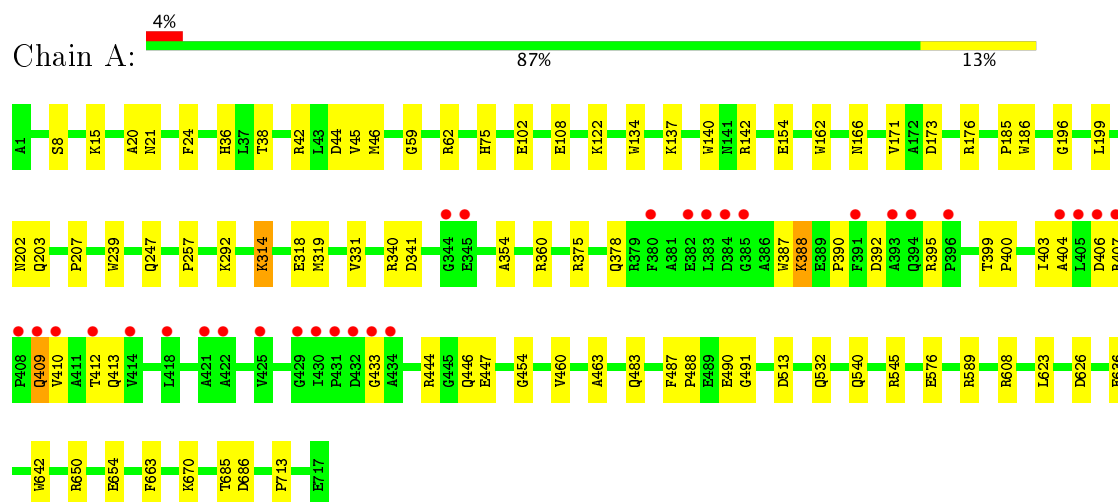 4%
Chain A:
87% 13%
A1 S8 K15 A20 N21 F24 H36 L37 T38 R42 L43 D44 V45 M46 G59 R62 H75 E102 E108 K122 W134 K137 W140 N141 R142 E154 W162 N166 V171 A172 D173 R176 P185 W186 G196 L199
N202 Q203 P207 W239 Q247 P257 K292 K314 E318 M319 V331 R340 D341 G344 E345 A354 R360 R375 Q378 R379 F380 A381 E382 L383 D384 G385 A386 W387 K388 E389 P390 F391 D392 A393 Q394 R395 P396 T399 P400 I403 A404 L405 D406
P408 Q409 V410 A411 T412 Q413 V414 L418 A421 A422 V425 G429 I430 P431 D432 G433 A434 R444 G445 Q446 E447 G454 V460 A463 Q483 F487 P488 E489 E490 G491 D513 Q532 Q540 R545 E576 R589 R608 L623 D626
W642 R650 E654 F663 K670 T685 D686 P713 E717